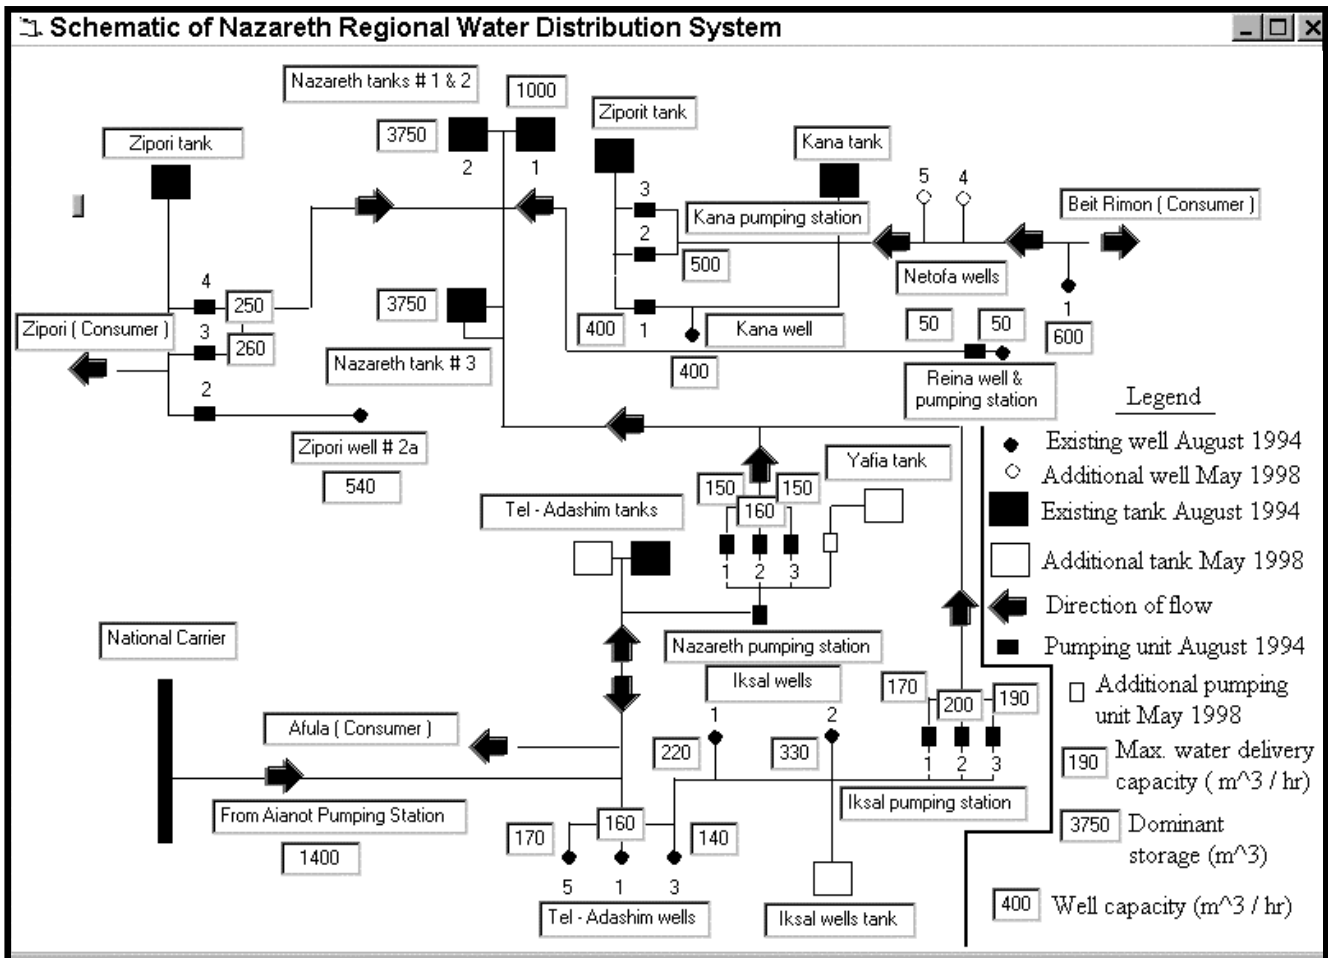 Schematic of Nazareth Regional Water Distribution System
Nazareth tanks # 1 & 2
1000
3750
2
1
Zipori tank
Ziporit tank
Kana tank
5
4
3
Kana pumping station
Beit Rimon ( Consumer )
2
500
Netofa wells
4
250
3750
Zipori ( Consumer )
3
260
Nazareth tank # 3
400
1
Kana well
400
50
50
1
600
Reina well &
pumping station
2
Zipori well # 2a
540
Yafia tank
150
150
160
Tel - Adashim tanks
1
2
3
National Carrier
Nazareth pumping station
Iksal wells
170
200
190
1
2
Afula ( Consumer )
220
330
1
2
3
From Aianot Pumping Station
1400
Iksal pumping station
170
160
140
5
1
3
Tel - Adashim wells
Iksal wells tank
Legend
Existing well August 1994
Additional well May 1998
Existing tank August 1994
Additional tank May 1998
Direction of flow
Pumping unit August 1994
Additional pumping
unit May 1998
190
Max. water delivery
capacity ( m^3 / hr)
3750
Dominant
storage (m^3)
400
Well capacity (m^3 / hr)